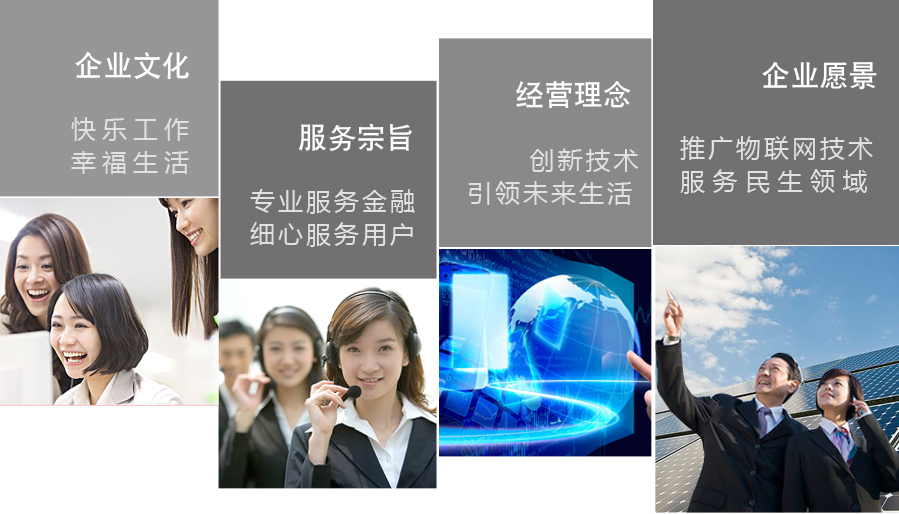 企业文化
快乐工作
幸福生活
服务宗旨
专业服务金融
细心服务用户
经营理念
创新技术
引领未来生活
企业愿景
推广物联网技术
服务民生领域